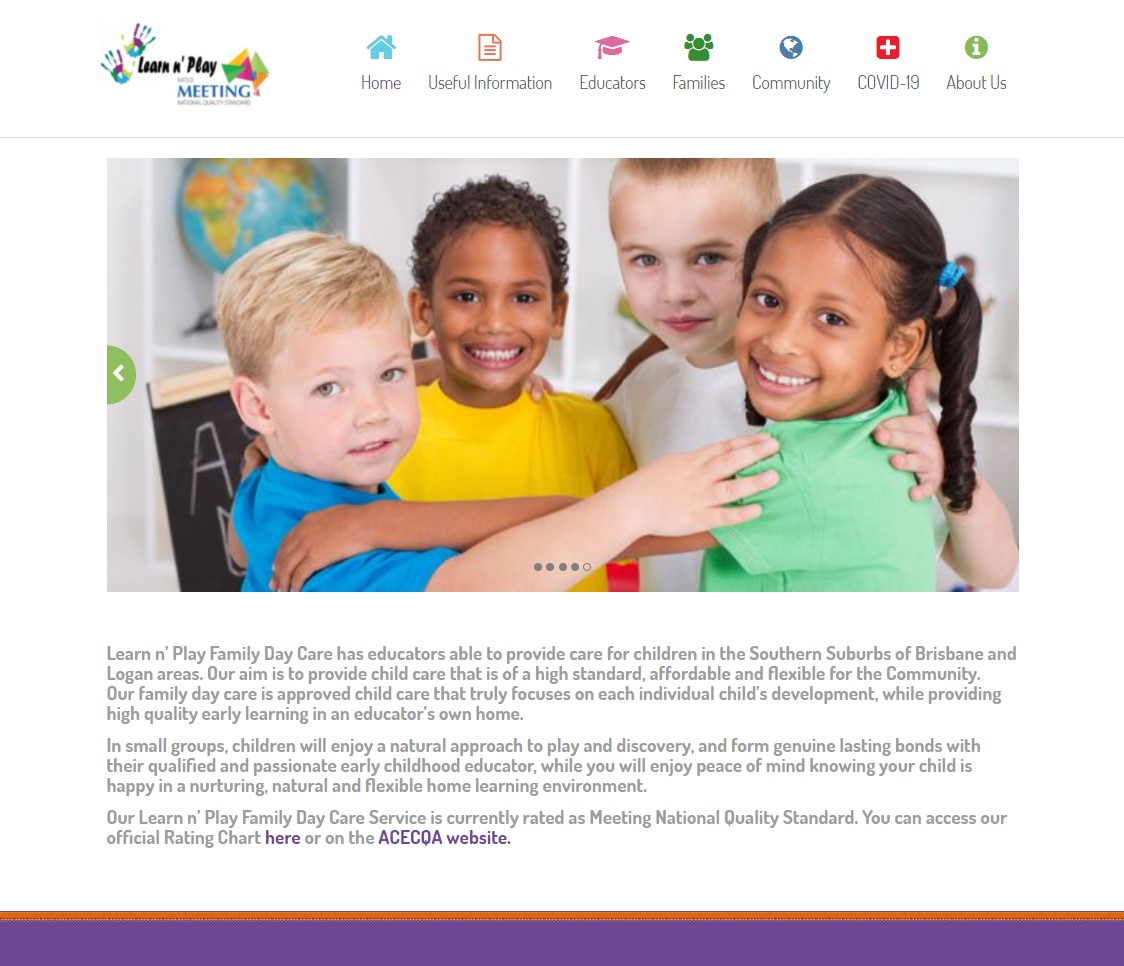 Learn n' Play
RATED
MEETING
NATIONAL QUALITY STANDARD
Home
Useful Information
Educators
Families
Community
COVID-19
About Us
A
Learn n’ Play Family Day Care has educators able to provide care for children in the Southern Suburbs of Brisbane and
Logan areas. Our aim is to provide child care that is of a high standard, affordable and flexible for the Community.
Our family day care is approved child care that truly focuses on each individual child’s development, while providing
high quality early learning in an educator’s own home.
In small groups, children will enjoy a natural approach to play and discovery, and form genuine lasting bonds with
their qualified and passionate early childhood educator, while you will enjoy peace of mind knowing your child is
happy in a nurturing, natural and flexible home learning environment.
Our Learn n’ Play Family Day Care Service is currently rated as Meeting National Quality Standard. You can access our
official Rating Chart here or on the ACECQA website.